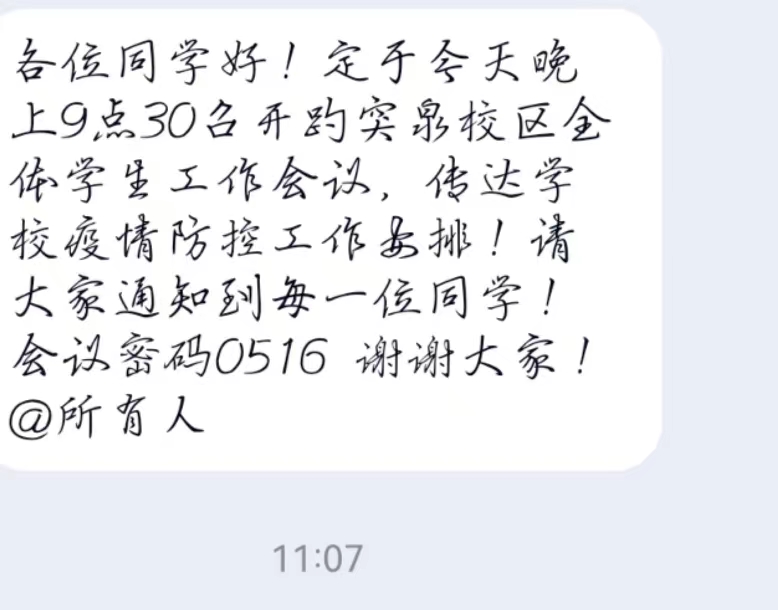 各位同学好！定于今天晚
上9点30召开趵突泉校区全
体学生工作会议，传达学
校疫情防控工作安排！请
大家通知到每一位同学！
会议密码0516 谢谢大家！
@所有人
11:07